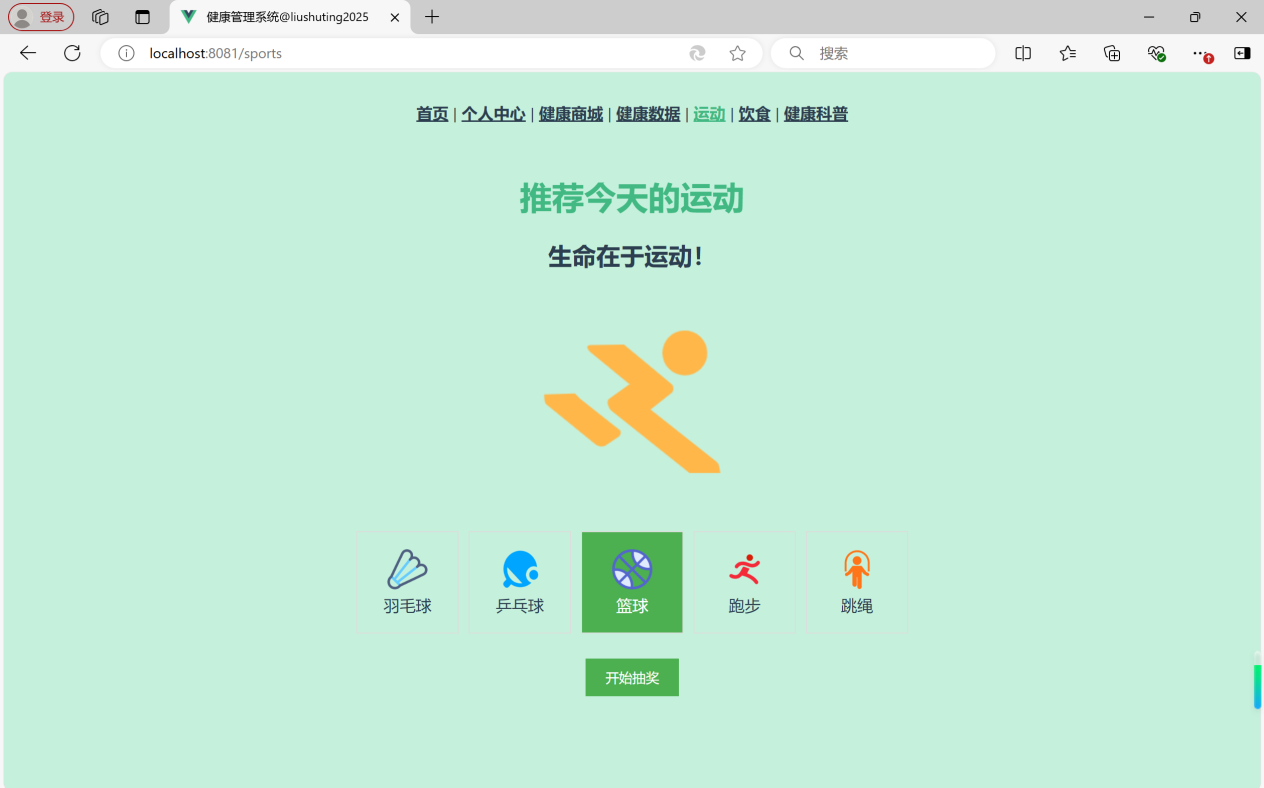 登录
健康管理系统@liushuting2025
localhost:8081/sports
搜索
首页 | 个人中心 | 健康商城 | 健康数据 | 运动 | 饮食 | 健康科普
推荐今天的运动
生命在于运动！
羽毛球 乒乓球 篮球 跑步 跳绳
开始抽奖